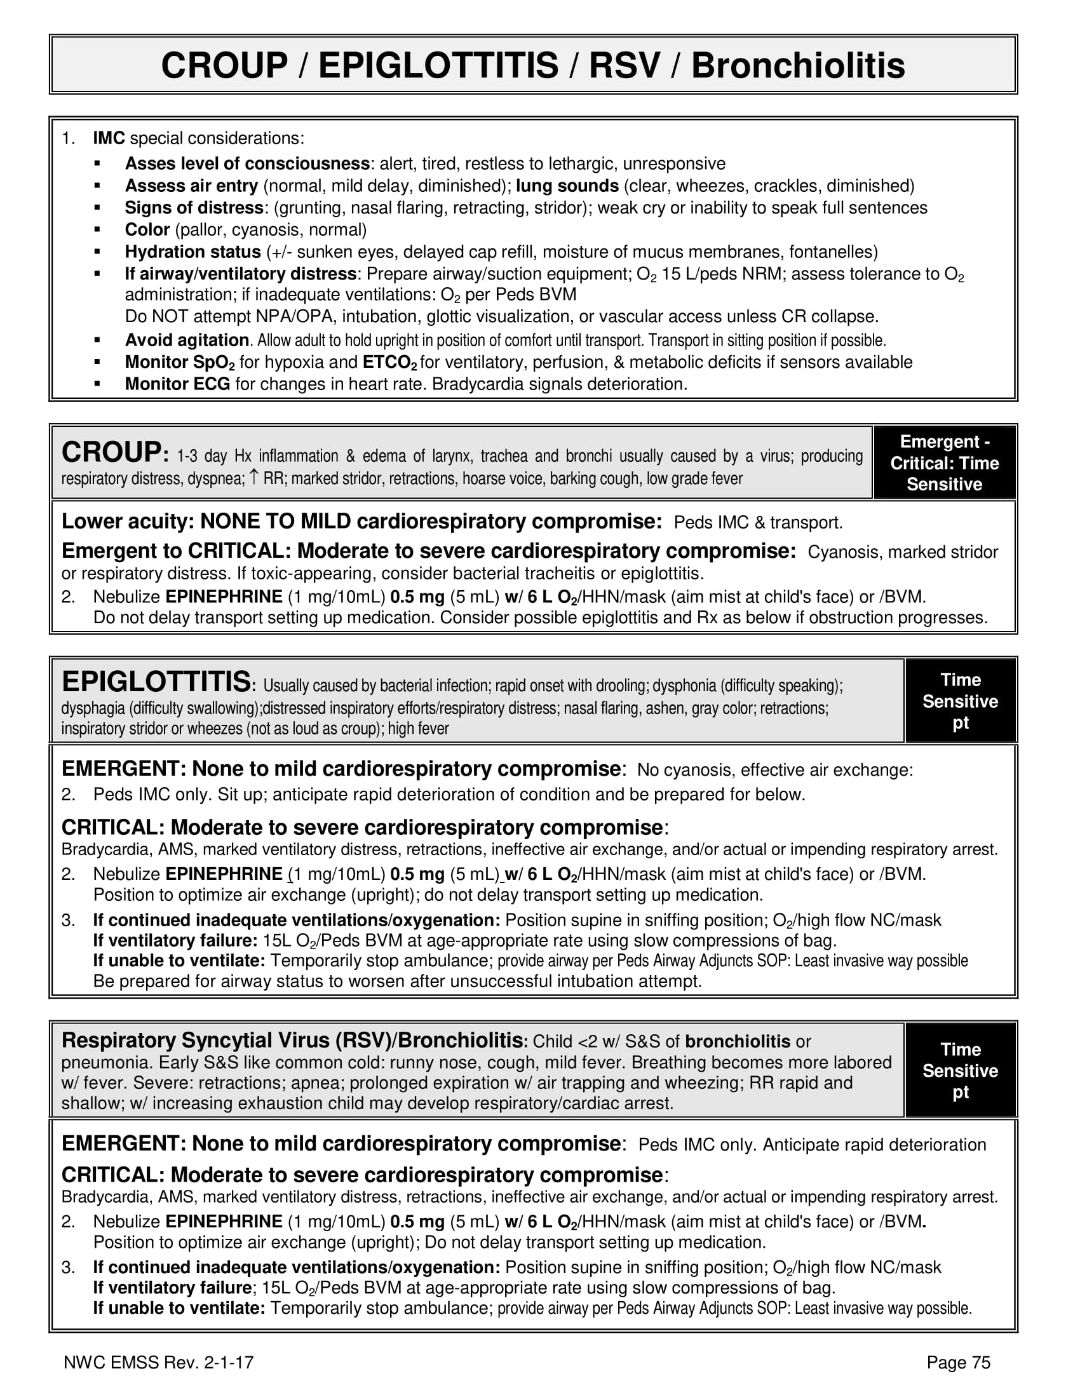 CROUP / EPIGLOTTITIS / RSV / Bronchiolitis
1. IMC special considerations:
▪ Asses level of consciousness: alert, tired, restless to lethargic, unresponsive
▪ Assess air entry (normal, mild delay, diminished); lung sounds (clear, wheezes, crackles, diminished)
▪ Signs of distress: (grunting, nasal flaring, retracting, stridor); weak cry or inability to speak full sentences
▪ Color (pallor, cyanosis, normal)
▪ Hydration status (+/- sunken eyes, delayed cap refill, moisture of mucus membranes, fontanelles)
▪ If airway/ventilatory distress: Prepare airway/suction equipment; O2 15 L/peds NRM; assess tolerance to O2
administration; if inadequate ventilations: O2 per Peds BVM
Do NOT attempt NPA/OPA, intubation, glottic visualization, or vascular access unless CR collapse.
▪ Avoid agitation. Allow adult to hold upright in position of comfort until transport. Transport in sitting position if possible.
▪ Monitor SpO2 for hypoxia and ETCO2 for ventilatory, perfusion, & metabolic deficits if sensors available
▪ Monitor ECG for changes in heart rate. Bradycardia signals deterioration.
CROUP: 1-3 day Hx inflammation & edema of larynx, trachea and bronchi usually caused by a virus; producing
respiratory distress, dyspnea; ↑ RR; marked stridor, retractions, hoarse voice, barking cough, low grade fever
Emergent -
Critical: Time
Sensitive
Lower acuity: NONE TO MILD cardiorespiratory compromise: Peds IMC & transport.
Emergent to CRITICAL: Moderate to severe cardiorespiratory compromise: Cyanosis, marked stridor
or respiratory distress. If toxic-appearing, consider bacterial tracheitis or epiglottitis.
2. Nebulize EPINEPHRINE (1 mg/10mL) 0.5 mg (5 mL) w/ 6 L O2/HHN/mask (aim mist at child's face) or /BVM.
Do not delay transport setting up medication. Consider possible epiglottitis and Rx as below if obstruction progresses.
EPIGLOTTITIS: Usually caused by bacterial infection; rapid onset with drooling; dysphonia (difficulty speaking);
dysphagia (difficulty swallowing);distressed inspiratory efforts/respiratory distress; nasal flaring, ashen, gray color; retractions;
inspiratory stridor or wheezes (not as loud as croup); high fever
Time
Sensitive
pt
EMERGENT: None to mild cardiorespiratory compromise: No cyanosis, effective air exchange:
2. Peds IMC only. Sit up; anticipate rapid deterioration of condition and be prepared for below.
CRITICAL: Moderate to severe cardiorespiratory compromise:
Bradycardia, AMS, marked ventilatory distress, retractions, ineffective air exchange, and/or actual or impending respiratory arrest.
2. Nebulize EPINEPHRINE (1 mg/10mL) 0.5 mg (5 mL) w/ 6 L O2/HHN/mask (aim mist at child's face) or /BVM.
Position to optimize air exchange (upright); do not delay transport setting up medication.
3. If continued inadequate ventilations/oxygenation: Position supine in sniffing position; O2/high flow NC/mask
If ventilatory failure: 15L O2/Peds BVM at age-appropriate rate using slow compressions of bag.
If unable to ventilate: Temporarily stop ambulance; provide airway per Peds Airway Adjuncts SOP: Least invasive way possible
Be prepared for airway status to worsen after unsuccessful intubation attempt.
Respiratory Syncytial Virus (RSV)/Bronchiolitis: Child <2 w/ S&S of bronchiolitis or
pneumonia. Early S&S like common cold: runny nose, cough, mild fever. Breathing becomes more labored
w/ fever. Severe: retractions; apnea; prolonged expiration w/ air trapping and wheezing; RR rapid and
shallow; w/ increasing exhaustion child may develop respiratory/cardiac arrest.
Time
Sensitive
pt
EMERGENT: None to mild cardiorespiratory compromise: Peds IMC only. Anticipate rapid deterioration
CRITICAL: Moderate to severe cardiorespiratory compromise:
Bradycardia, AMS, marked ventilatory distress, retractions, ineffective air exchange, and/or actual or impending respiratory arrest.
2. Nebulize EPINEPHRINE (1 mg/10mL) 0.5 mg (5 mL) w/ 6 L O2/HHN/mask (aim mist at child's face) or /BVM.
Position to optimize air exchange (upright); Do not delay transport setting up medication.
3. If continued inadequate ventilations/oxygenation: Position supine in sniffing position; O2/high flow NC/mask
If ventilatory failure; 15L O2/Peds BVM at age-appropriate rate using slow compressions of bag.
If unable to ventilate: Temporarily stop ambulance; provide airway per Peds Airway Adjuncts SOP: Least invasive way possible.
NWC EMSS Rev. 2-1-17
Page 75